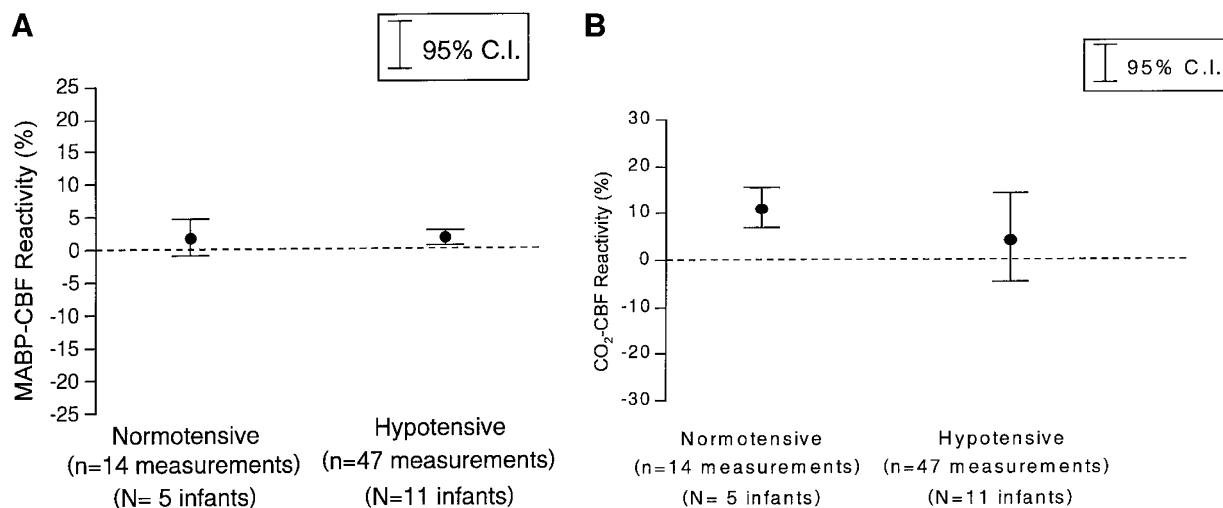 A
95% C.I.
MABP-CBF Reactivity (%)
25
20
15
10
5
0
-5
-10
-15
-20
-25
Normotensive
(n=14 measurements)
(N= 5 infants)
Hypotensive
(n=47 measurements)
(N=11 infants)
B
95% C.I.
CO₂-CBF Reactivity (%)
30
20
10
0
-10
-20
-30
Normotensive
(n=14 measurements)
(N= 5 infants)
Hypotensive
(n=47 measurements)
(N=11 infants)